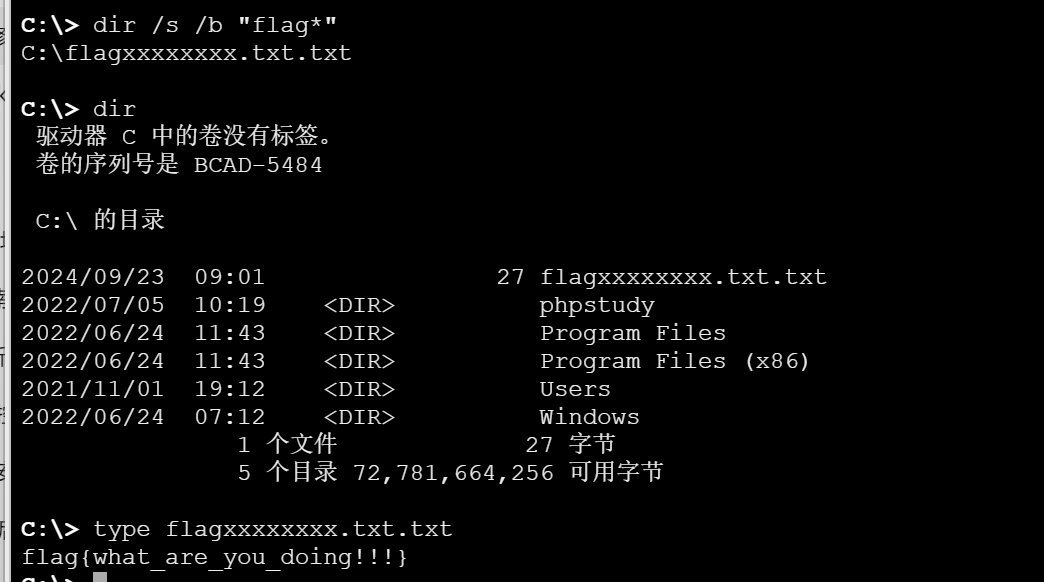 C:\> dir /s /b "flag*"
C:\flagxxxxxxxx.txt.txt
C:\> dir
驱动器 C 中的卷没有标签。
卷的序列号是 BCAD-5484
C:\ 的目录
2024/09/23  09:01                27 flagxxxxxxxx.txt.txt
2022/07/05  10:19    <DIR>          phpstudy
2022/06/24  11:43    <DIR>          Program Files
2022/06/24  11:43    <DIR>          Program Files (x86)
2021/11/01  19:12    <DIR>          Users
2022/06/24  07:12    <DIR>          Windows
1 个文件             27 字节
5 个目录 72,781,664,256 可用字节
C:\> type flagxxxxxxxx.txt.txt
flag{what_are_you_doing!!!}
C:\>